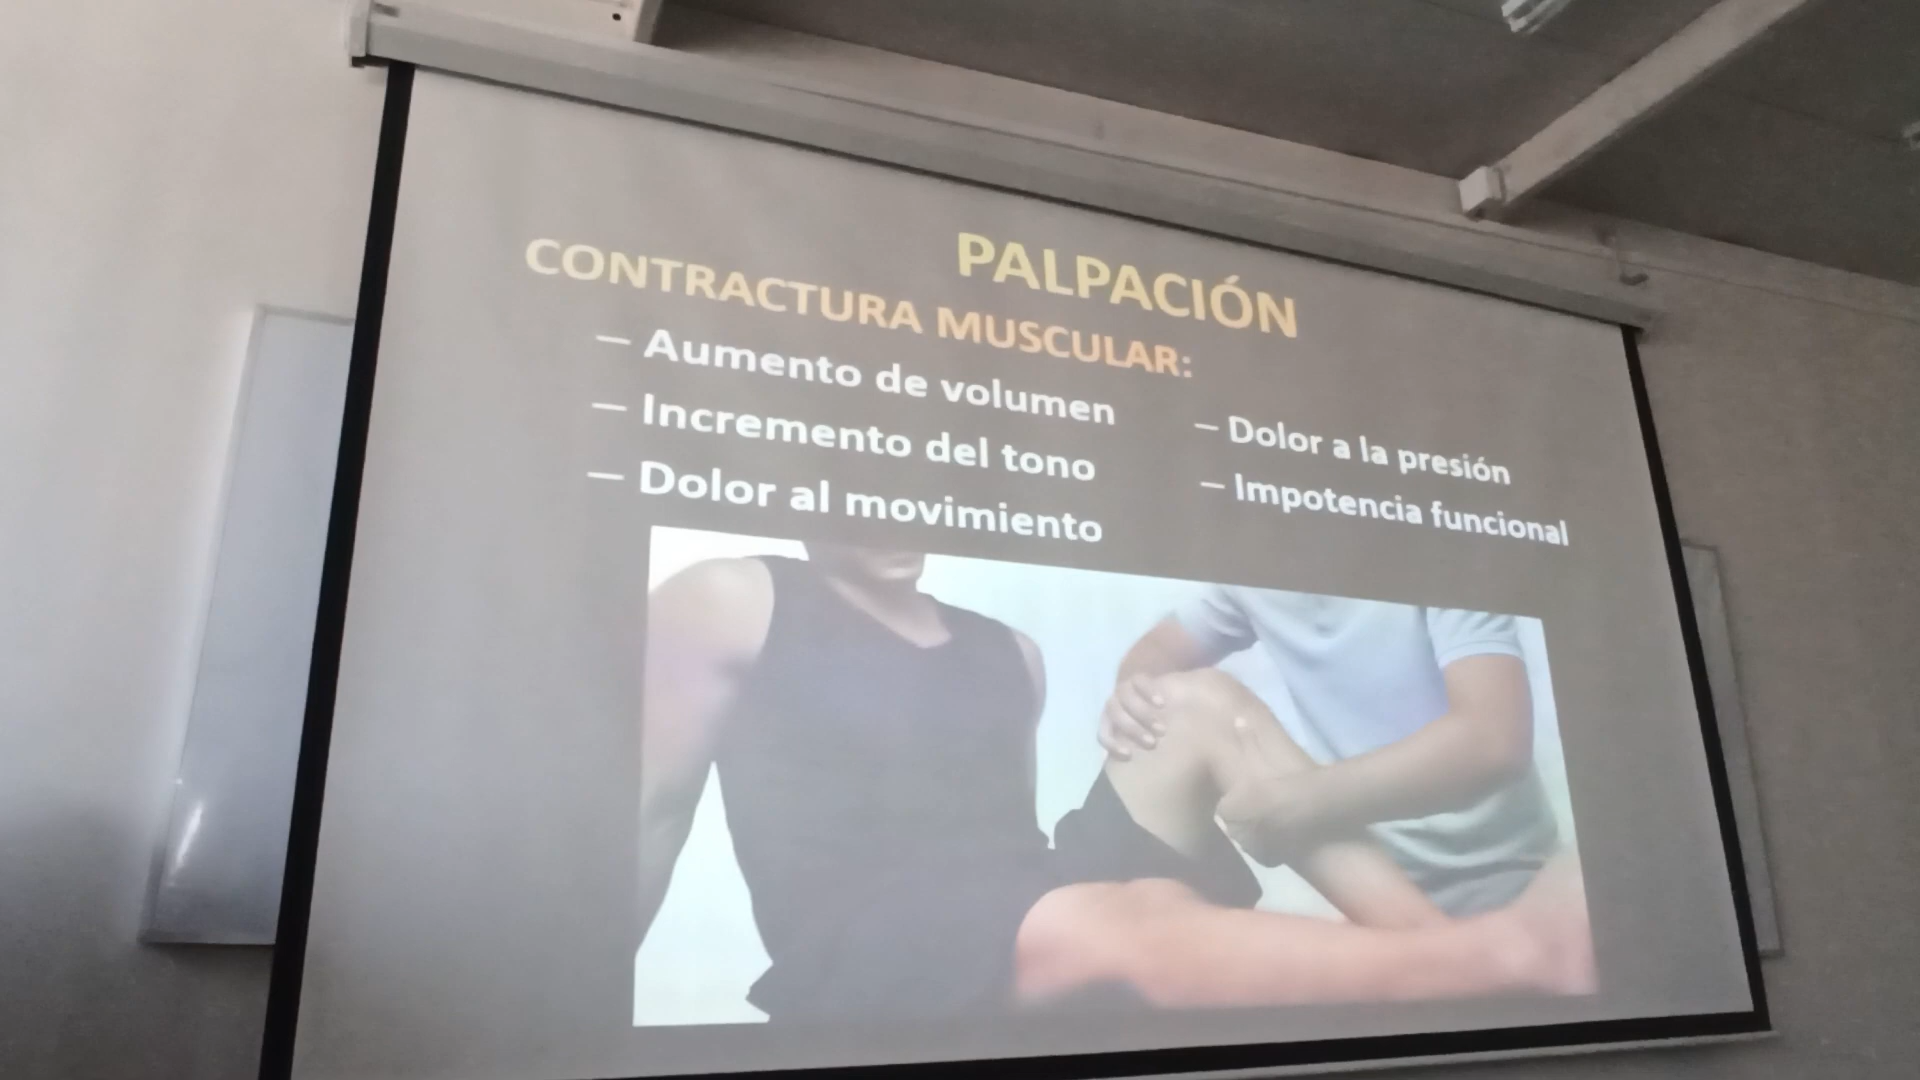 PALPACIÓN
CONTRACTURA MUSCULAR:
– Aumento de volumen
– Incremento del tono
– Dolor al movimiento
– Dolor a la presión
– Impotencia funcional